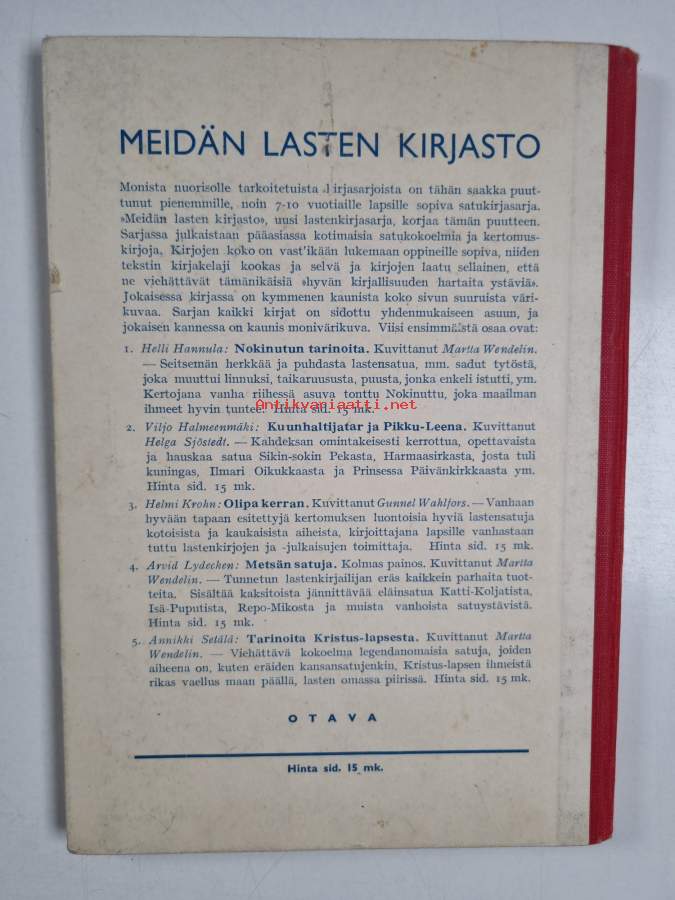 MEIDÄN LASTEN KIRJASTO
Monista nuorisolle tarkoitetuista irjasarjoista on tähän saakka puut-
tunut pienemmille, noin 7-10 vuotiaille lapsille sopiva satukirjasarja.
»Meidän lasten kirjasto», uusi lastenkirjasarja, korjaa tämän puutteen.
Sarjassa julkaistaan pääasiassa kotimaisia satukokoelmia ja kertomus-
kirjoja. Kirjojen koko on vast'ikään lukemaan oppineille sopiva, niiden
tekstin kirjakelaji kookas ja selvä ja kirjojen laatu sellainen, että
ne viehättävät tämänikäisiä »hyvän kirjallisuuden hartaita ystäviä».
Jokaisessa kirjassa on kymmenen kaunista koko sivun suuruista väri-
kuvaa. Sarjan kaikki kirjat on sidottu yhdenmukaiseen asuun, ja
jokaisen kannessa on kaunis monivärikuva. Viisi ensimmäistä osaa ovat:
1. Helli Hannula: Nokinutun tarinoita. Kuvittanut Martta Wendelin.
— Seitsemän herkkää ja puhdasta lastensatua, mm. sadut tytöstä,
joka muuttui linnuksi, taikaruusta, puusta, jonka enkeli istutti, ym.
Kertojana vanha riihessä asuva tonttu Nokinuttu, joka maailman
ihmeet hyvin tuntee. Hinta sid. 15 mk.
Antikvariaatti.net
2. Viljo Halmeenmäki: Kuunhaltijatar ja Pikku-Leena. Kuvittanut
Helga Sjöstedt. — Kahdeksan omintakeisesti kerrottua, opettavaista
ja hauskaa satua Sikin-sokin Pekasta, Harmaasirkasta, josta tuli
kuningas, Ilmari Oikukkaasta ja Prinsessa Päivänkirkkaasta ym.
Hinta sid. 15 mk.
3. Helmi Krohn: Olipa kerran. Kuvittanut Gunnel Wahlfors. — Vanhaan
hyvään tapaan esitettyjä kertomuksen luontoisia hyviä lastensatuja
kotoisista ja kaukaisista aiheista, kirjoittajana lapsille vanhastaan
tuttu lastenkirjojen ja -julkaisujen toimittaja. Hinta sid. 15 mk.
4. Arvid Lydecken: Metsän satuja. Kolmas painos. Kuvittanut Martta
Wendelin. — Tunnetun lastenkirjailijan eräs kaikkein parhaita tuot-
teita. Sisältää kaksitoista jännittävää eläinsatua Katti-Koljatista,
Isä-Puputista, Repo-Mikosta ja muista vanhoista satuystävistä.
Hinta sid. 15 mk.
5. Annikki Setälä: Tarinoita Kristus-lapsesta. Kuvittanut Martta
Wendelin. — Viehättävä kokoelma legendanomaisia satuja, joiden
aiheena on, kuten eräiden kansansatujenkin, Kristus-lapsen ihmeistä
rikas vaellus maan päällä, lasten omassa piirissä. Hinta sid. 15 mk.
OTAVA
Hinta sid. 15 mk.